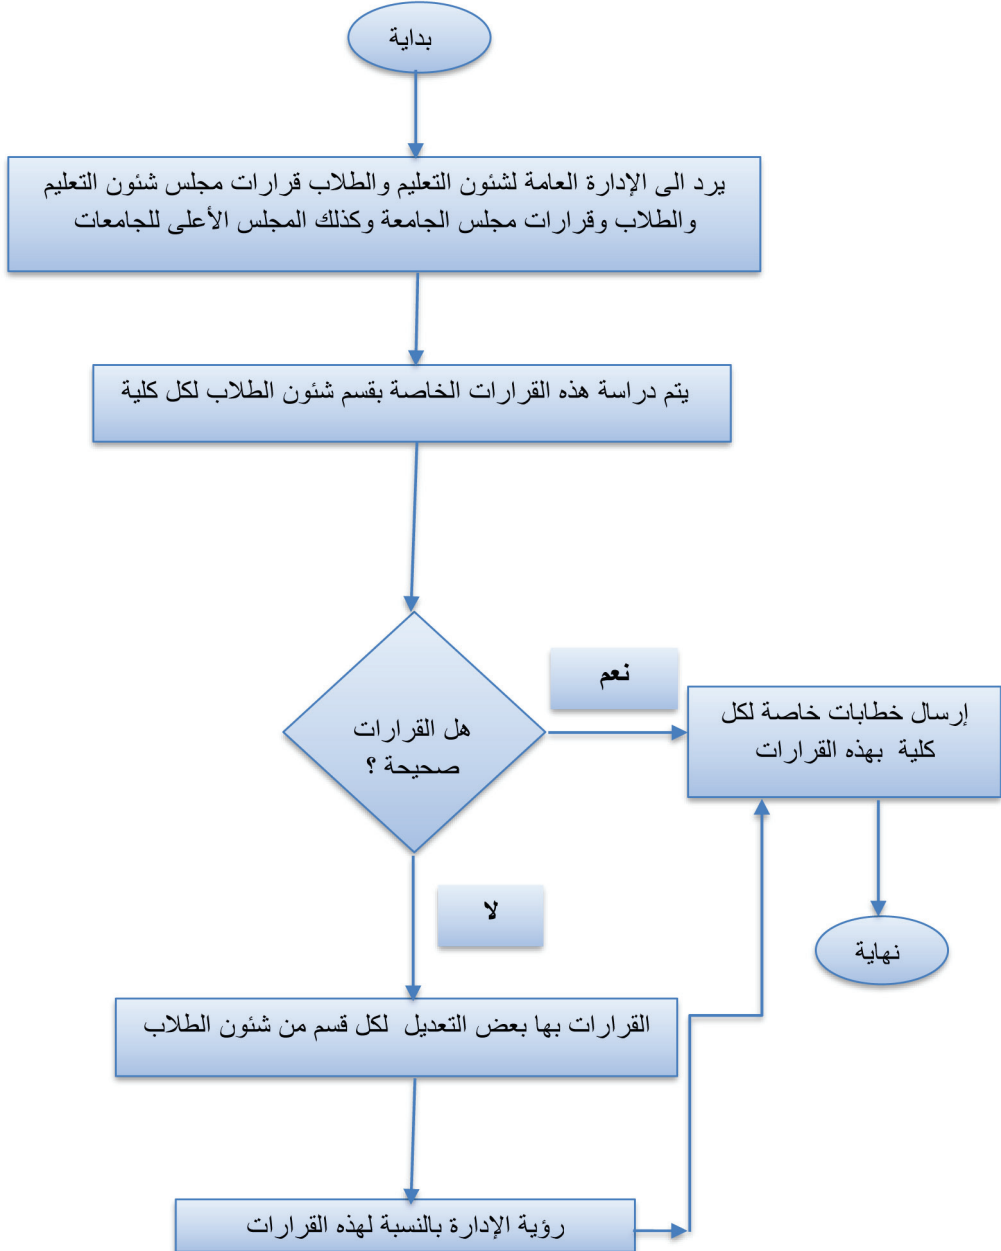 بداية
يرد الى الإدارة العامة لشئون التعليم والطلاب قرارات مجلس شئون التعليم
والطلاب وقرارات مجلس الجامعة وكذلك المجلس الأعلى للجامعات
يتم دراسة هذه القرارات الخاصة بقسم شئون الطلاب لكل كلية
هل القرارات
صحيحة ؟
نعم
إرسال خطابات خاصة لكل
كلية بهذه القرارات
نهاية
لا
القرارات بها بعض التعديل لكل قسم من شئون الطلاب
رؤية الإدارة بالنسبة لهذه القرارات